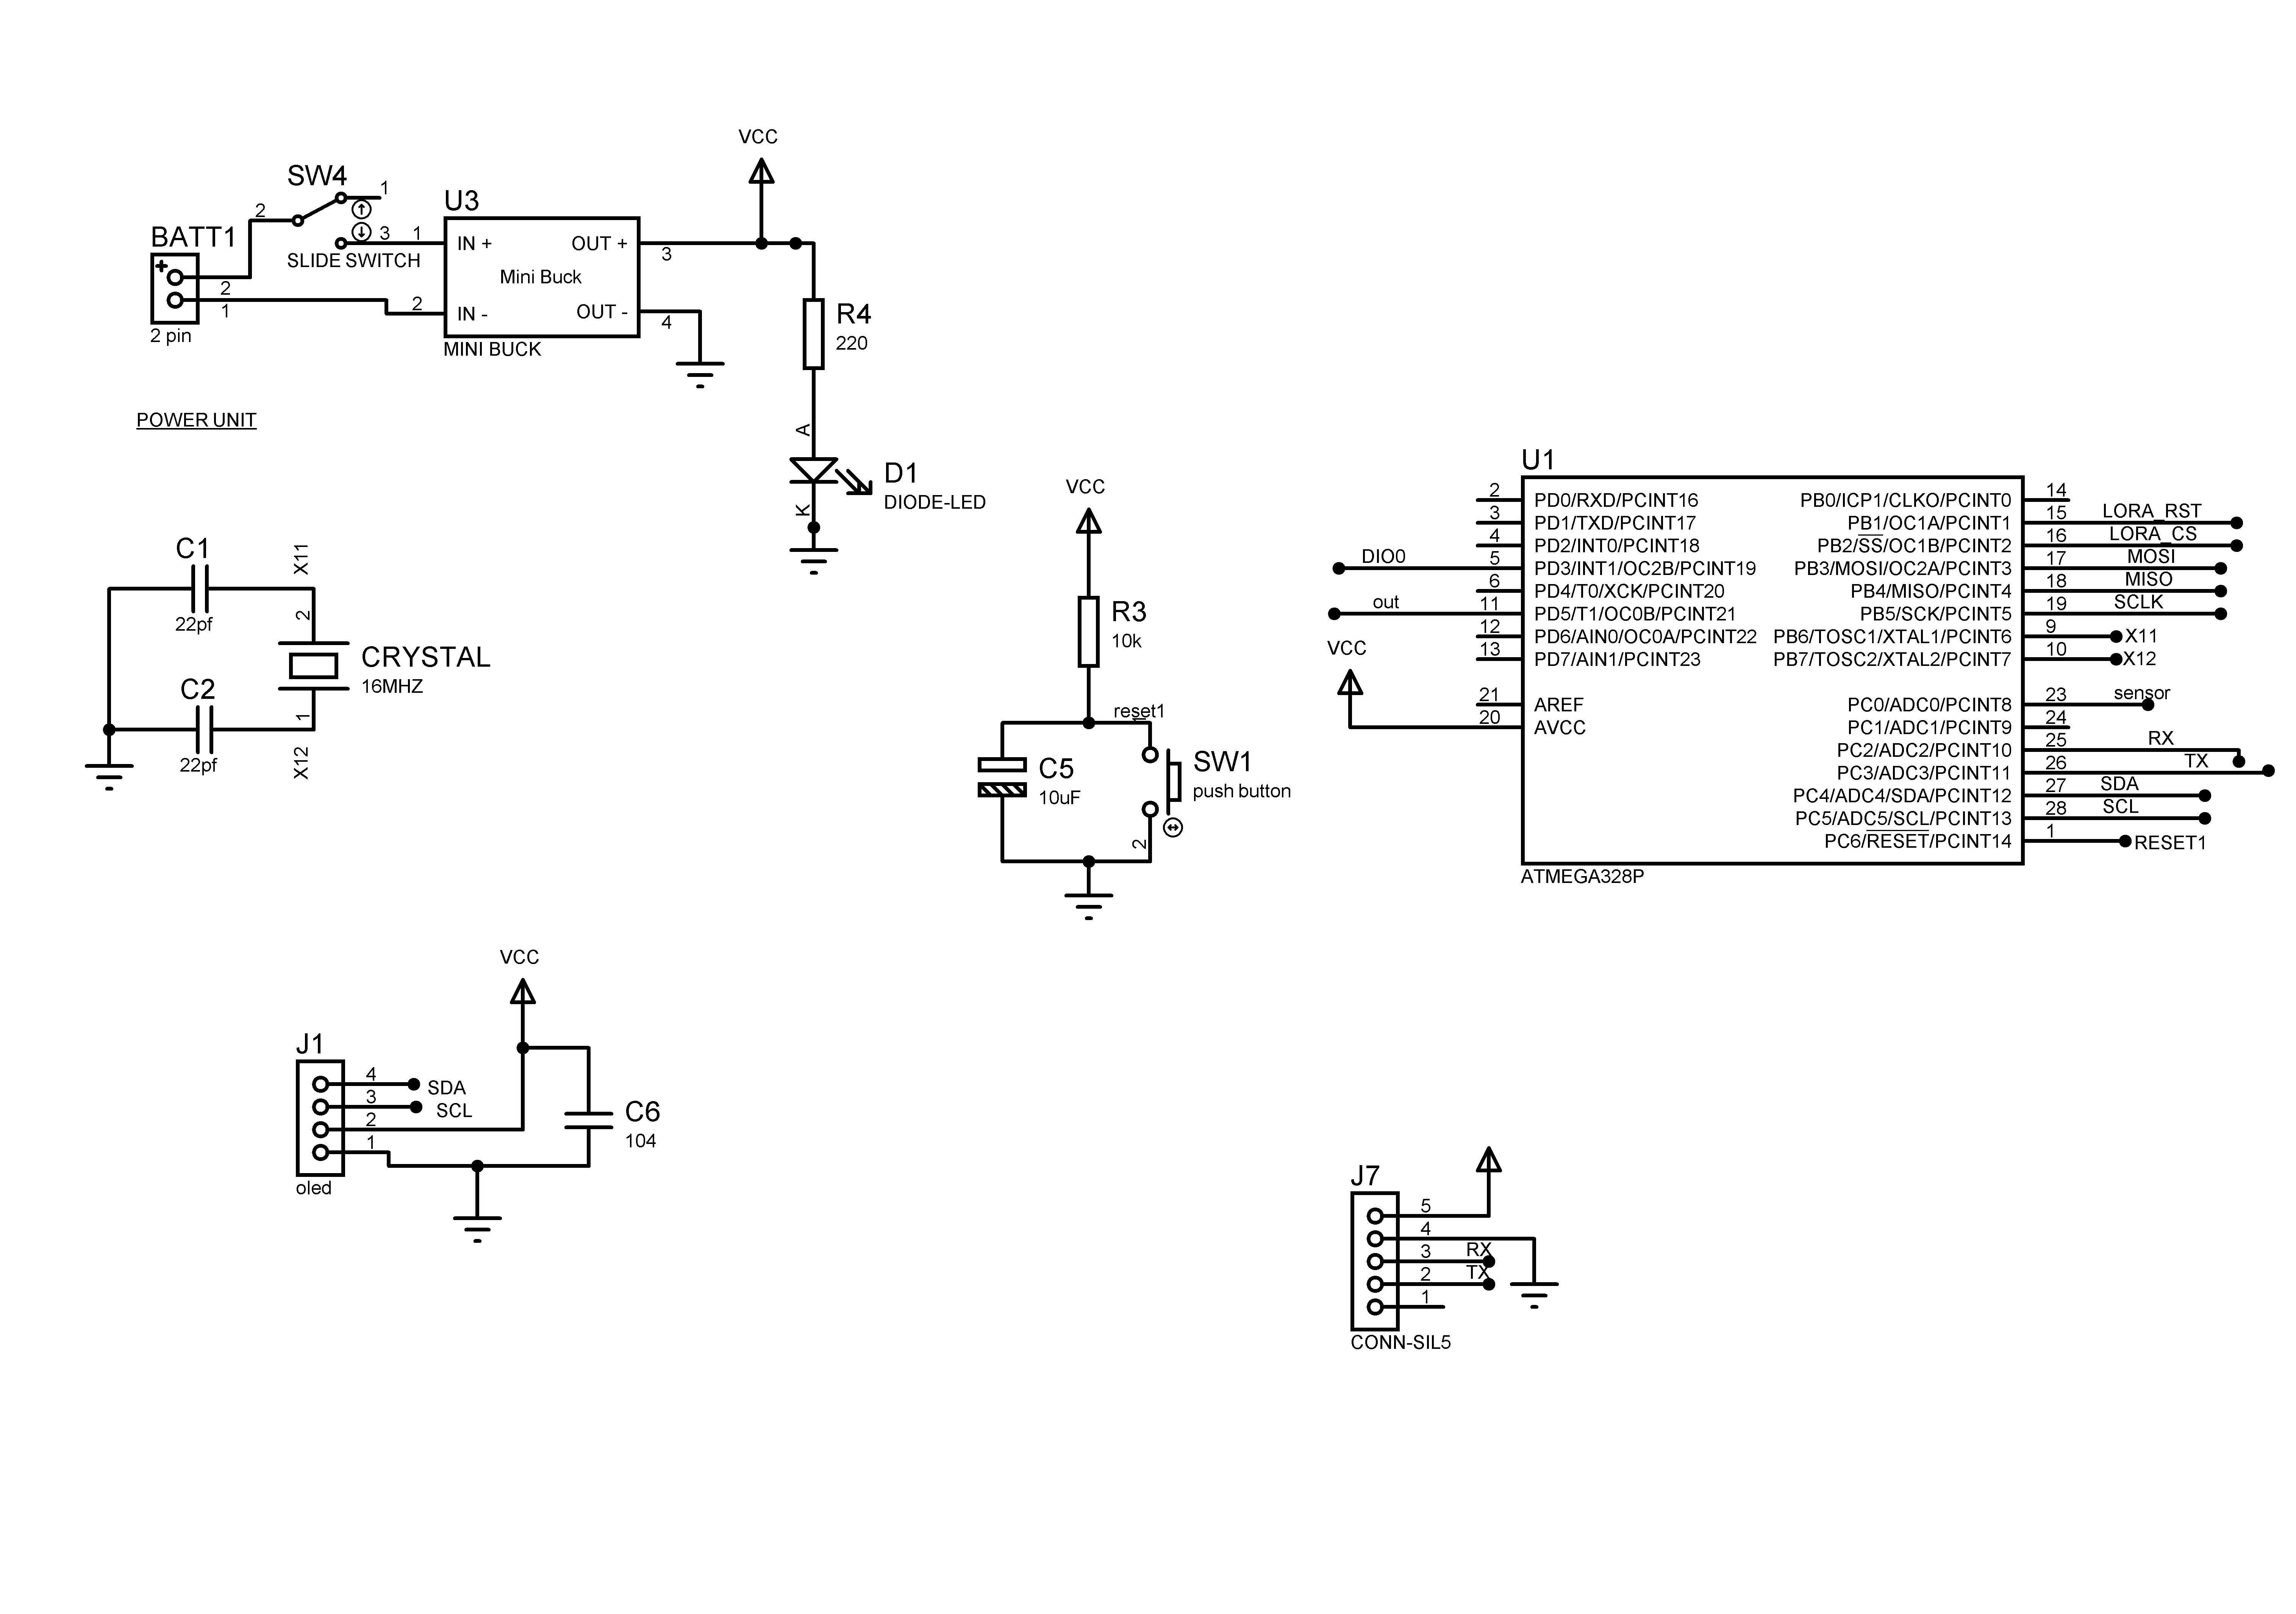 VCC
SW4
1
2
3
SLIDE SWITCH
BATT1
+
2
1
2 pin
U3
1
IN +
OUT +
3
Mini Buck
2
IN -
OUT -
4
MINI BUCK
R4
220
POWER UNIT
A
D1
DIODE-LED
K
C1
22pf
X11
2
CRYSTAL
16MHZ
C2
22pf
1
X12
VCC
R3
10k
reset1
C5
10uF
SW1
push button
2
U1
2 PD0/RXD/PCINT16 PB0/ICP1/CLKO/PCINT0 14
3 PD1/TXD/PCINT17 PB1/OC1A/PCINT1 15 LORA_RST
4 PD2/INT0/PCINT18 PB2/SS/OC1B/PCINT2 16 LORA_CS
DIO0 5 PD3/INT1/OC2B/PCINT19 PB3/MOSI/OC2A/PCINT3 17 MOSI
6 PD4/T0/XCK/PCINT20 PB4/MISO/PCINT4 18 MISO
out 11 PD5/T1/OC0B/PCINT21 PB5/SCK/PCINT5 19 SCLK
12 PD6/AIN0/OC0A/PCINT22 PB6/TOSC1/XTAL1/PCINT6 9 X11
VCC
13 PD7/AIN1/PCINT23 PB7/TOSC2/XTAL2/PCINT7 10 X12
21 AREF PC0/ADC0/PCINT8 23 sensor
20 AVCC PC1/ADC1/PCINT9 24
PC2/ADC2/PCINT10 25 RX
PC3/ADC3/PCINT11 26 TX
PC4/ADC4/SDA/PCINT12 27 SDA
PC5/ADC5/SCL/PCINT13 28 SCL
PC6/RESET/PCINT14 1 RESET1
ATMEGA328P
VCC
J1
4 SDA
3 SCL
2
1
oled
C6
104
J7
5
4
3 RX
2 TX
1
CONN-SIL5